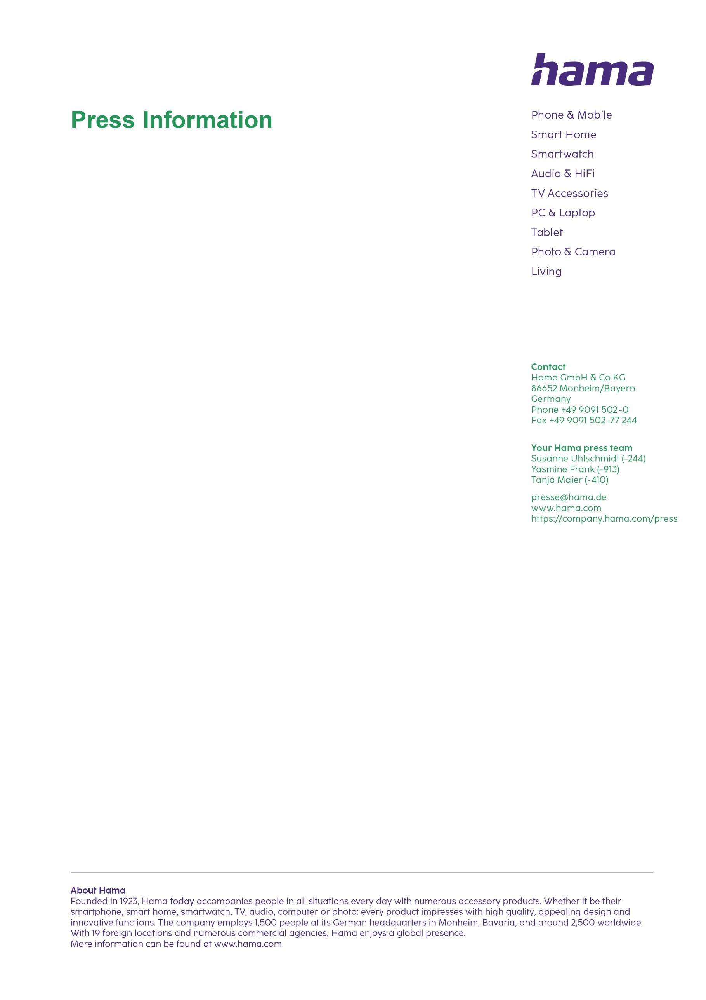 hama
Press Information
Phone & Mobile
Smart Home
Smartwatch
Audio & HiFi
TV Accessories
PC & Laptop
Tablet
Photo & Camera
Living
Contact
Hama GmbH & Co KG
86652 Monheim/Bayern
Germany
Phone +49 9091 502-0
Fax +49 9091 502-77 244
Your Hama press team
Susanne Uhlschmidt (-244)
Yasmine Frank (-913)
Tanja Maier (-410)
presse@hama.de
www.hama.com
https://company.hama.com/press
About Hama
Founded in 1923, Hama today accompanies people in all situations every day with numerous accessory products. Whether it be their
smartphone, smart home, smartwatch, TV, audio, computer or photo: every product impresses with high quality, appealing design and
innovative functions. The company employs 1,500 people at its German headquarters in Monheim, Bavaria, and around 2,500 worldwide.
With 19 foreign locations and numerous commercial agencies, Hama enjoys a global presence.
More information can be found at www.hama.com